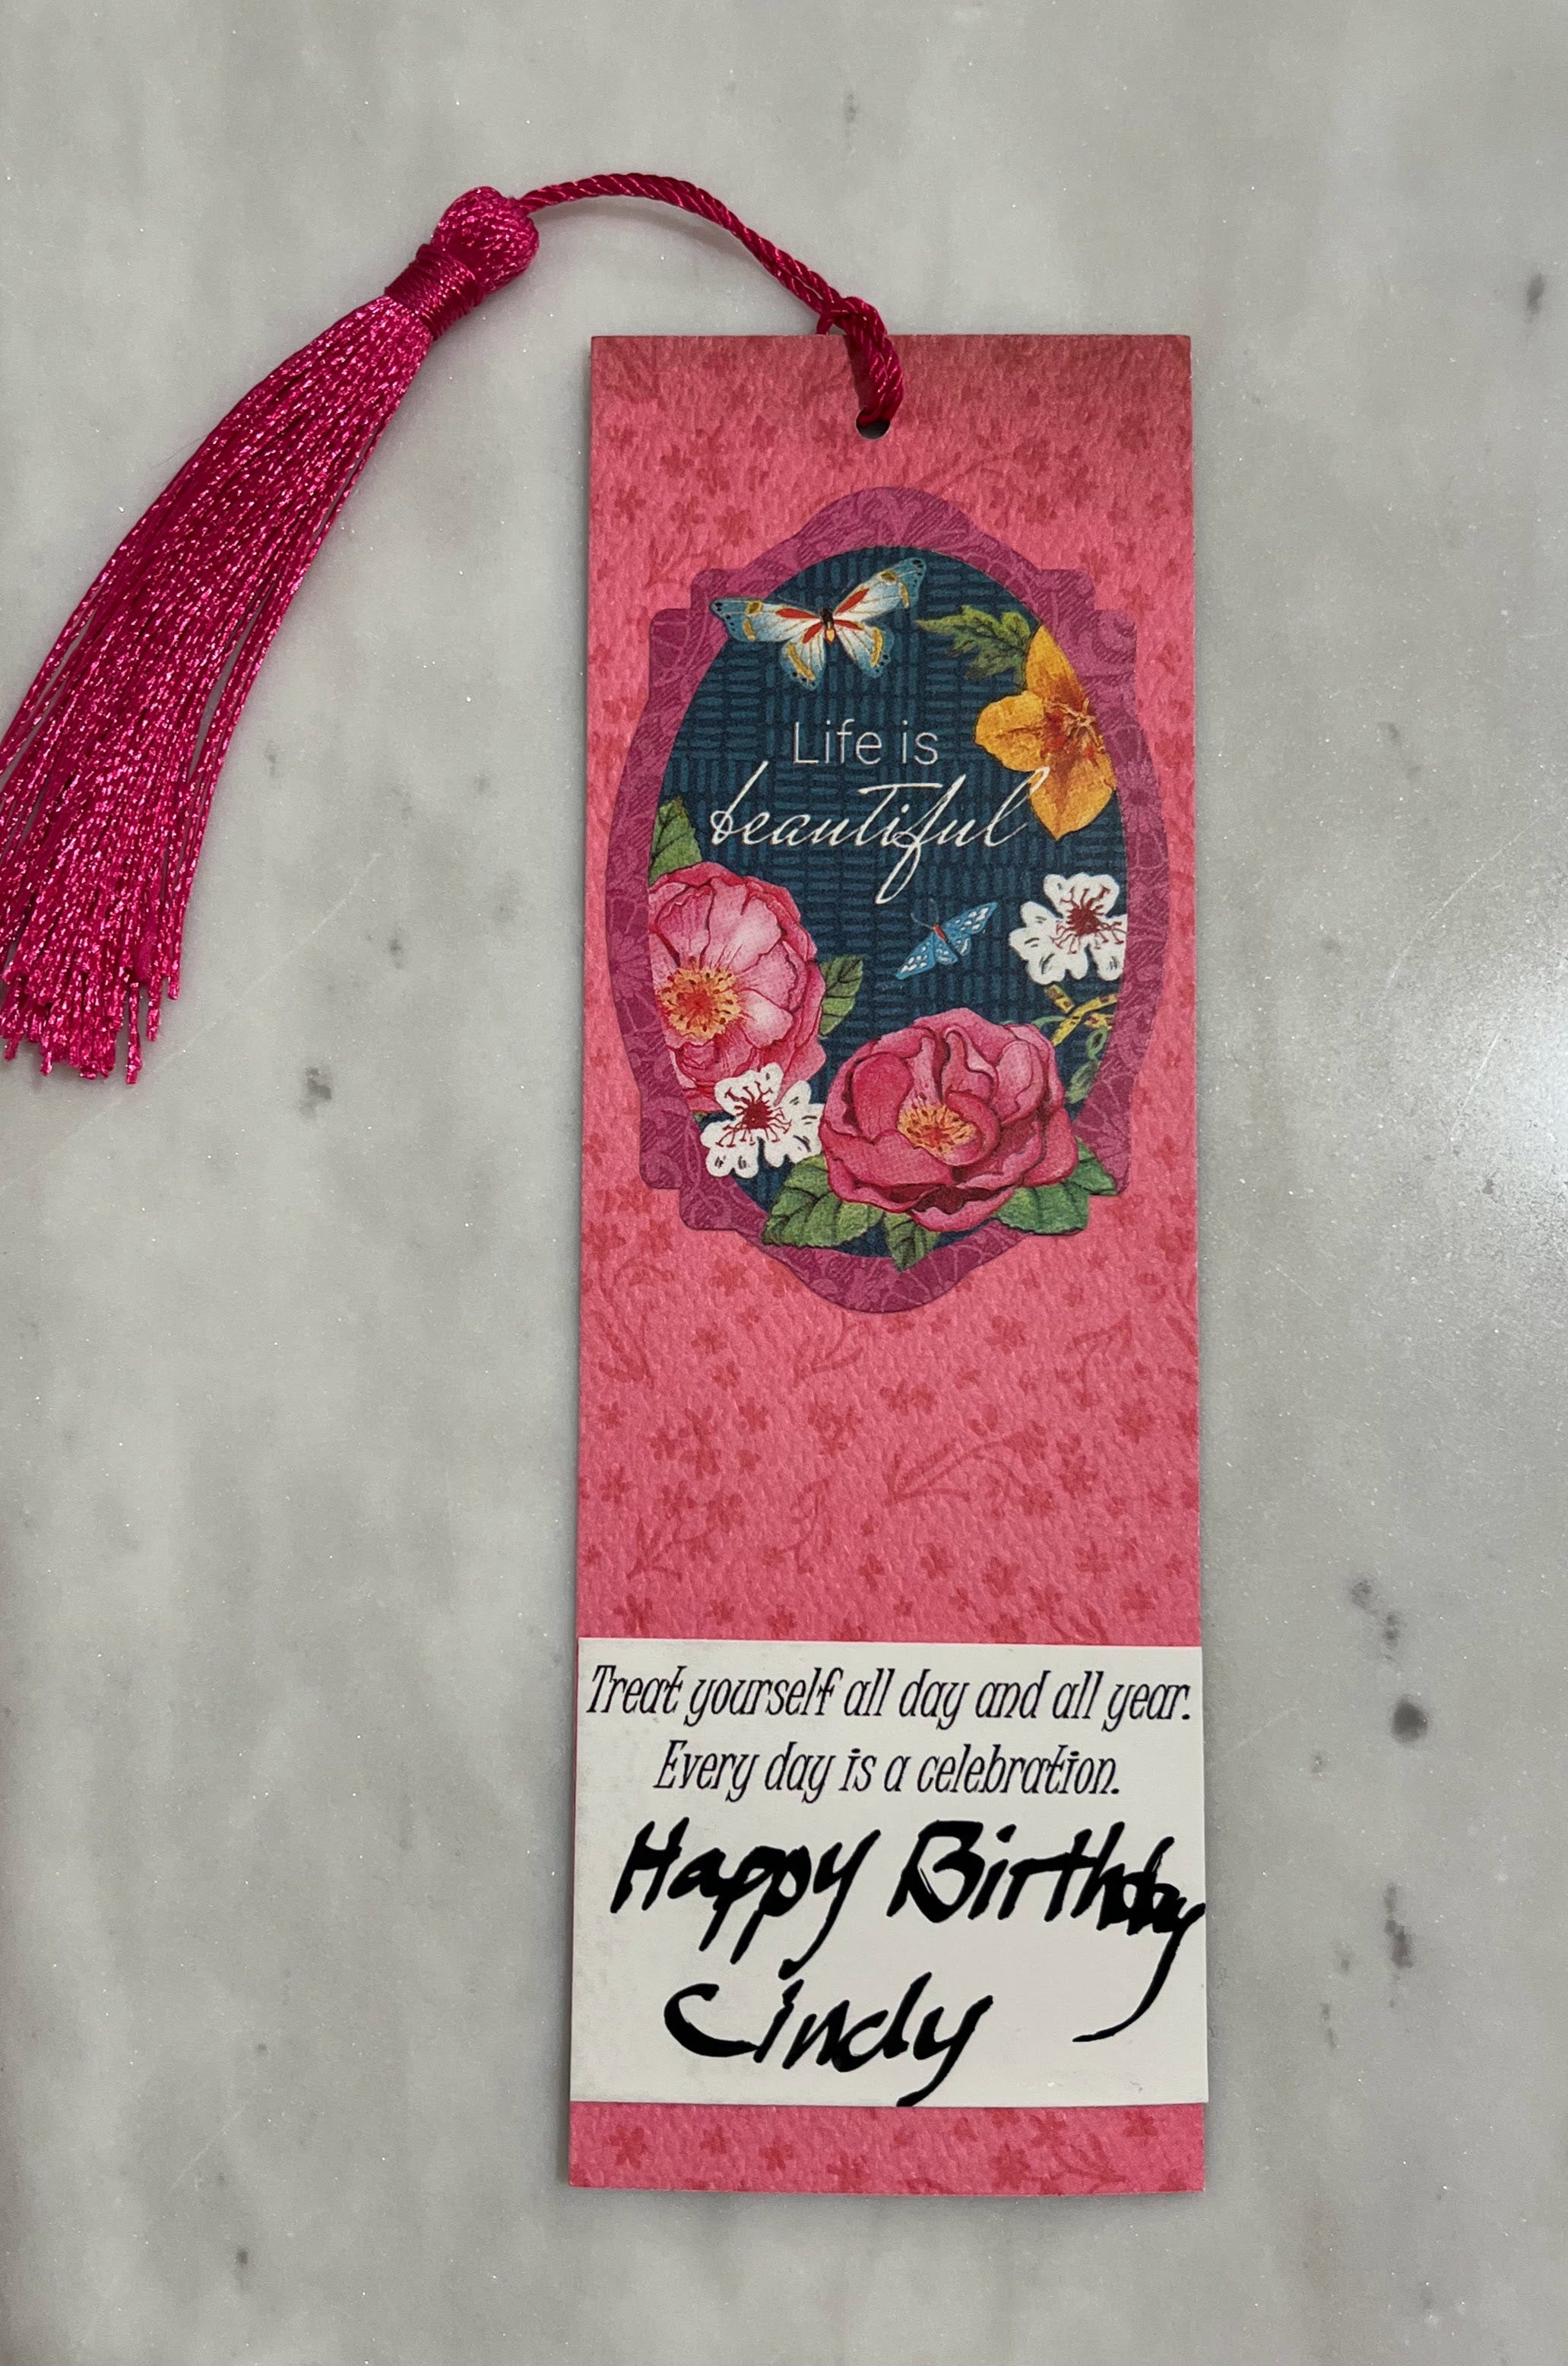 Life is
beautiful
Treat yourself all day and all year.
Every day is a celebration.
Happy Birthday
Cindy